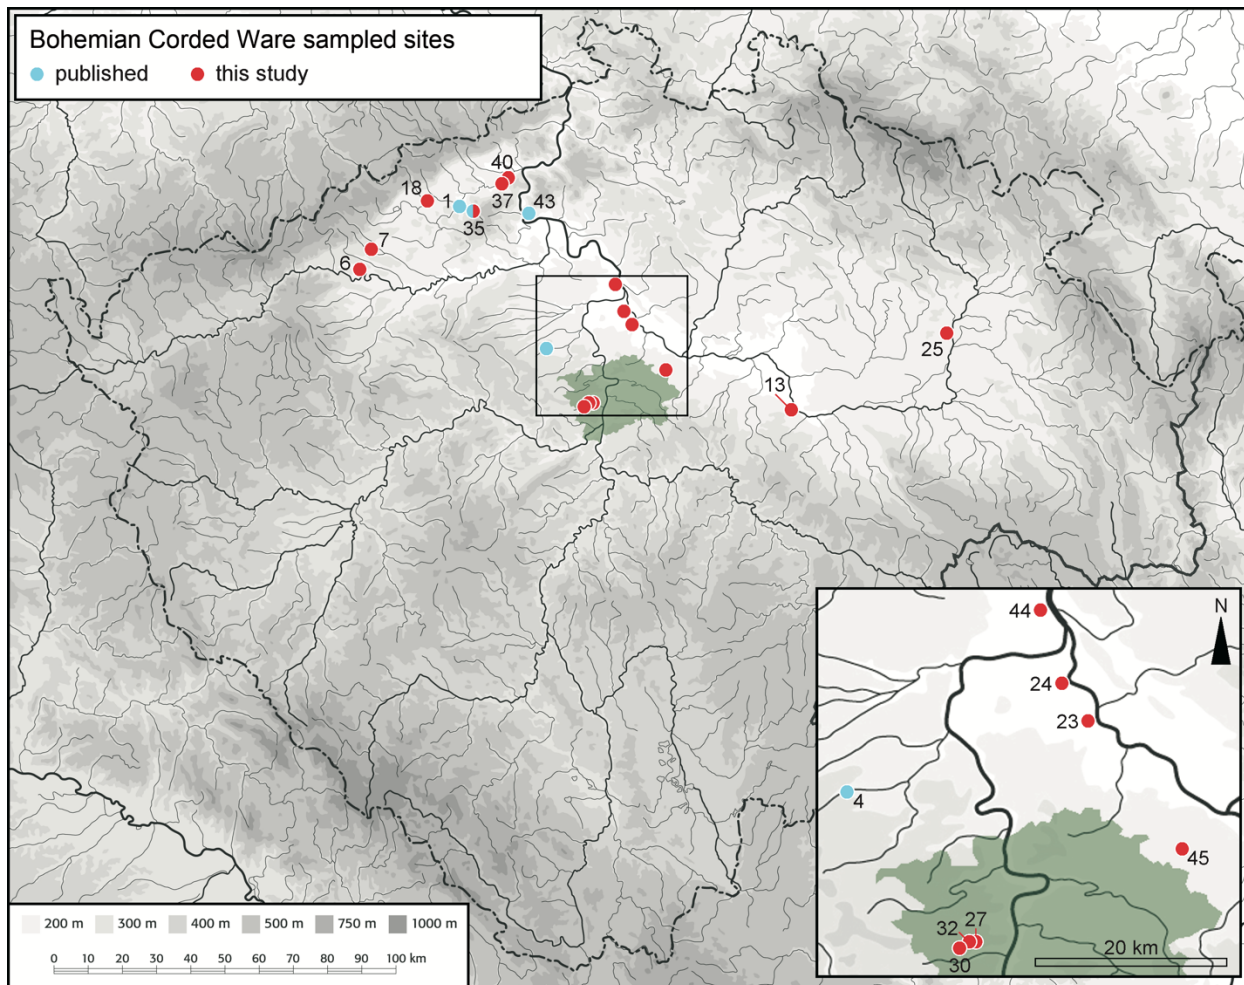 Bohemian Corded Ware sampled sites
published this study
40
18
1
37
43
35
7
6
25
13
N
44
24
23
4
45
32 27
30
20 km
200 m 300 m 400 m 500 m 750 m 1000 m
0 10 20 30 40 50 60 70 80 90 100 km